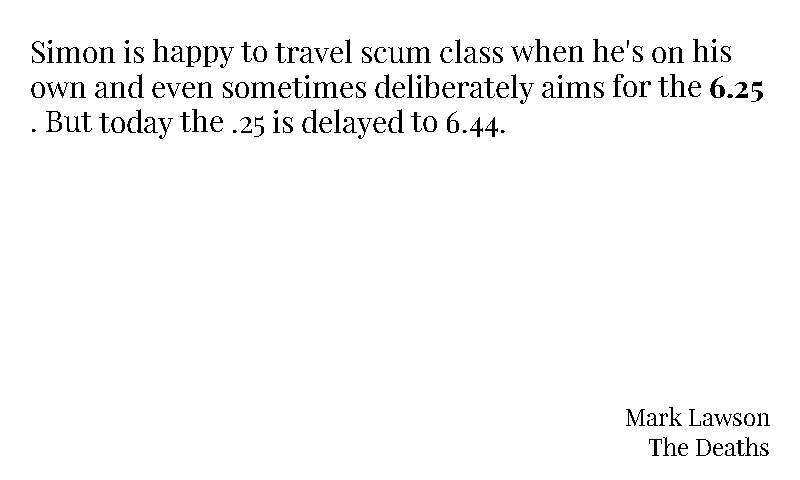 Simon is happy to travel scum class when he's on his
own and even sometimes deliberately aims for the 6.25
. But today the .25 is delayed to 6.44.
Mark Lawson
The Deaths